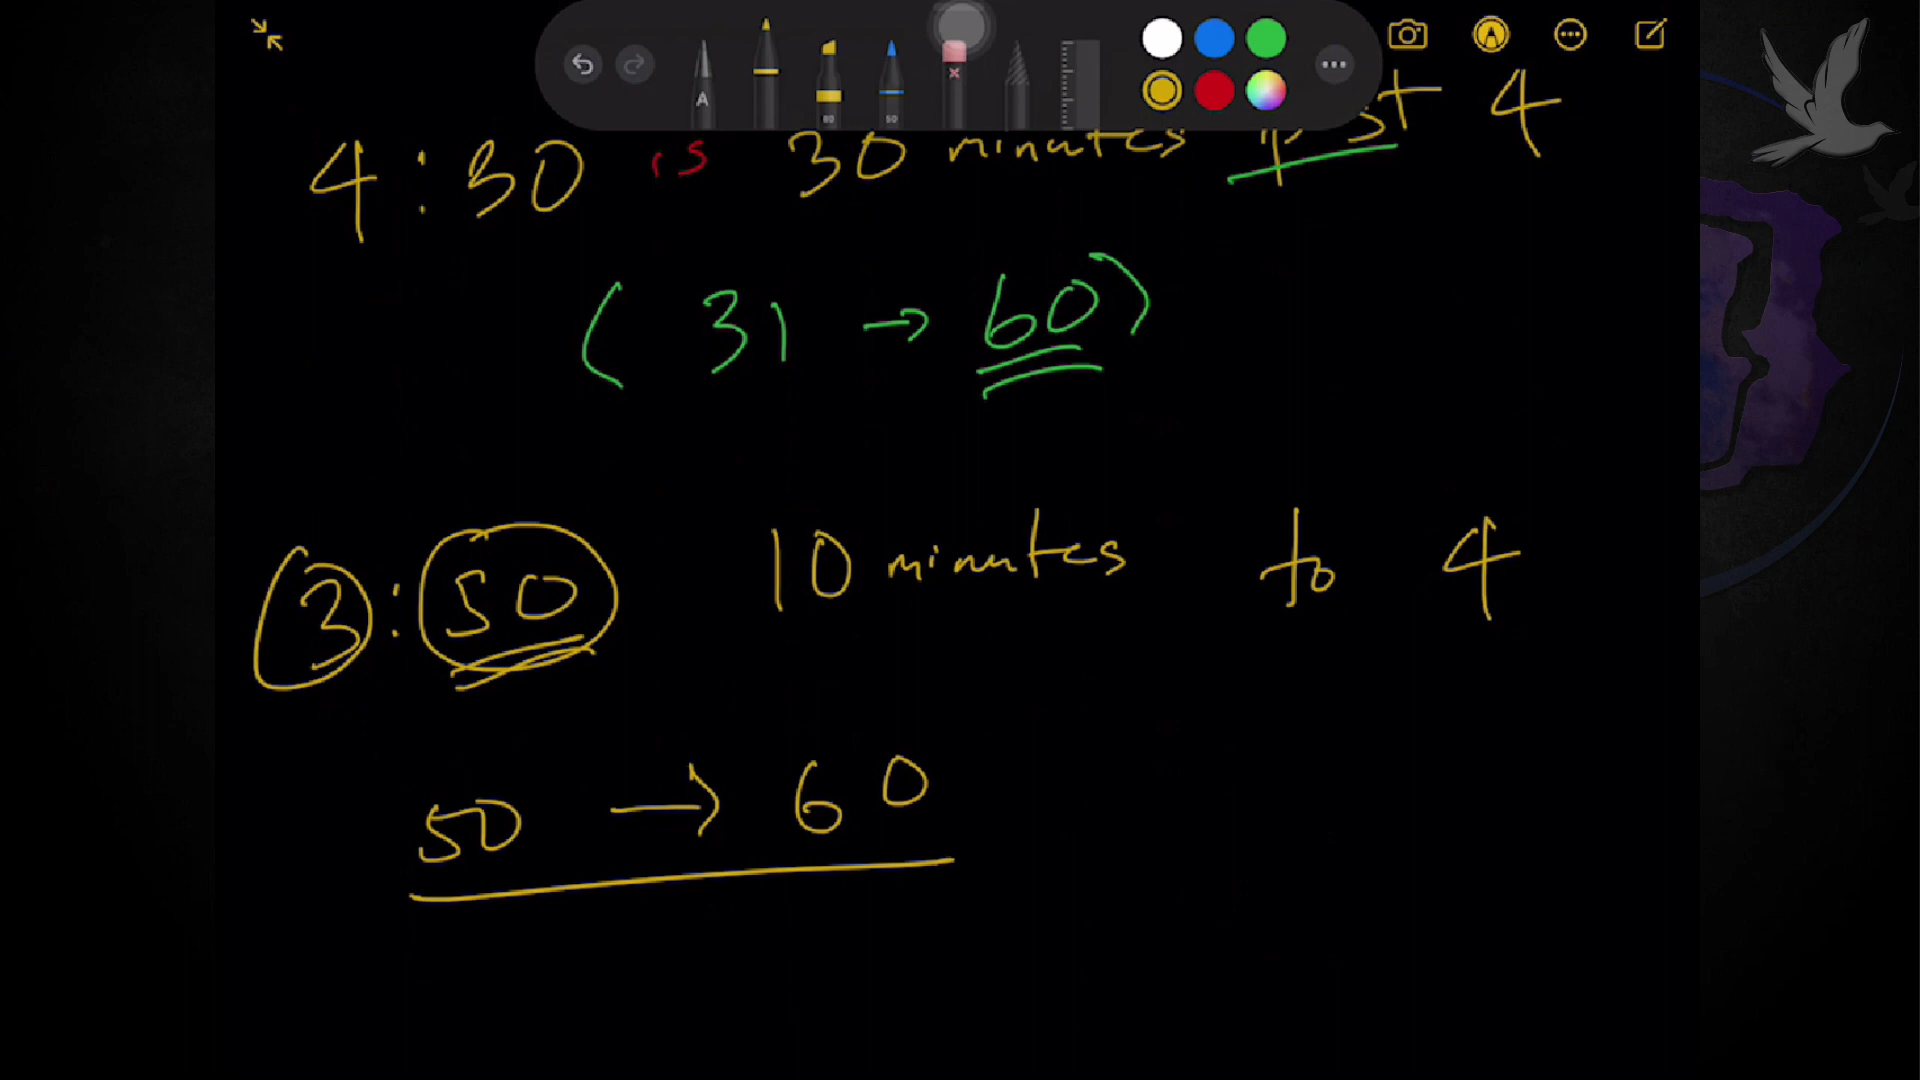 4:30 is 30 minutes past 4
(31 → 60)
3:50 10 minutes to 4
50 → 60